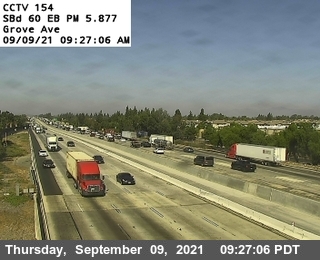 CCTV 154
SBd 60 EB PM 5.877
Grove Ave
09/09/21 09:27:06 AM
Thursday, September 09, 2021 09:27:06 PDT